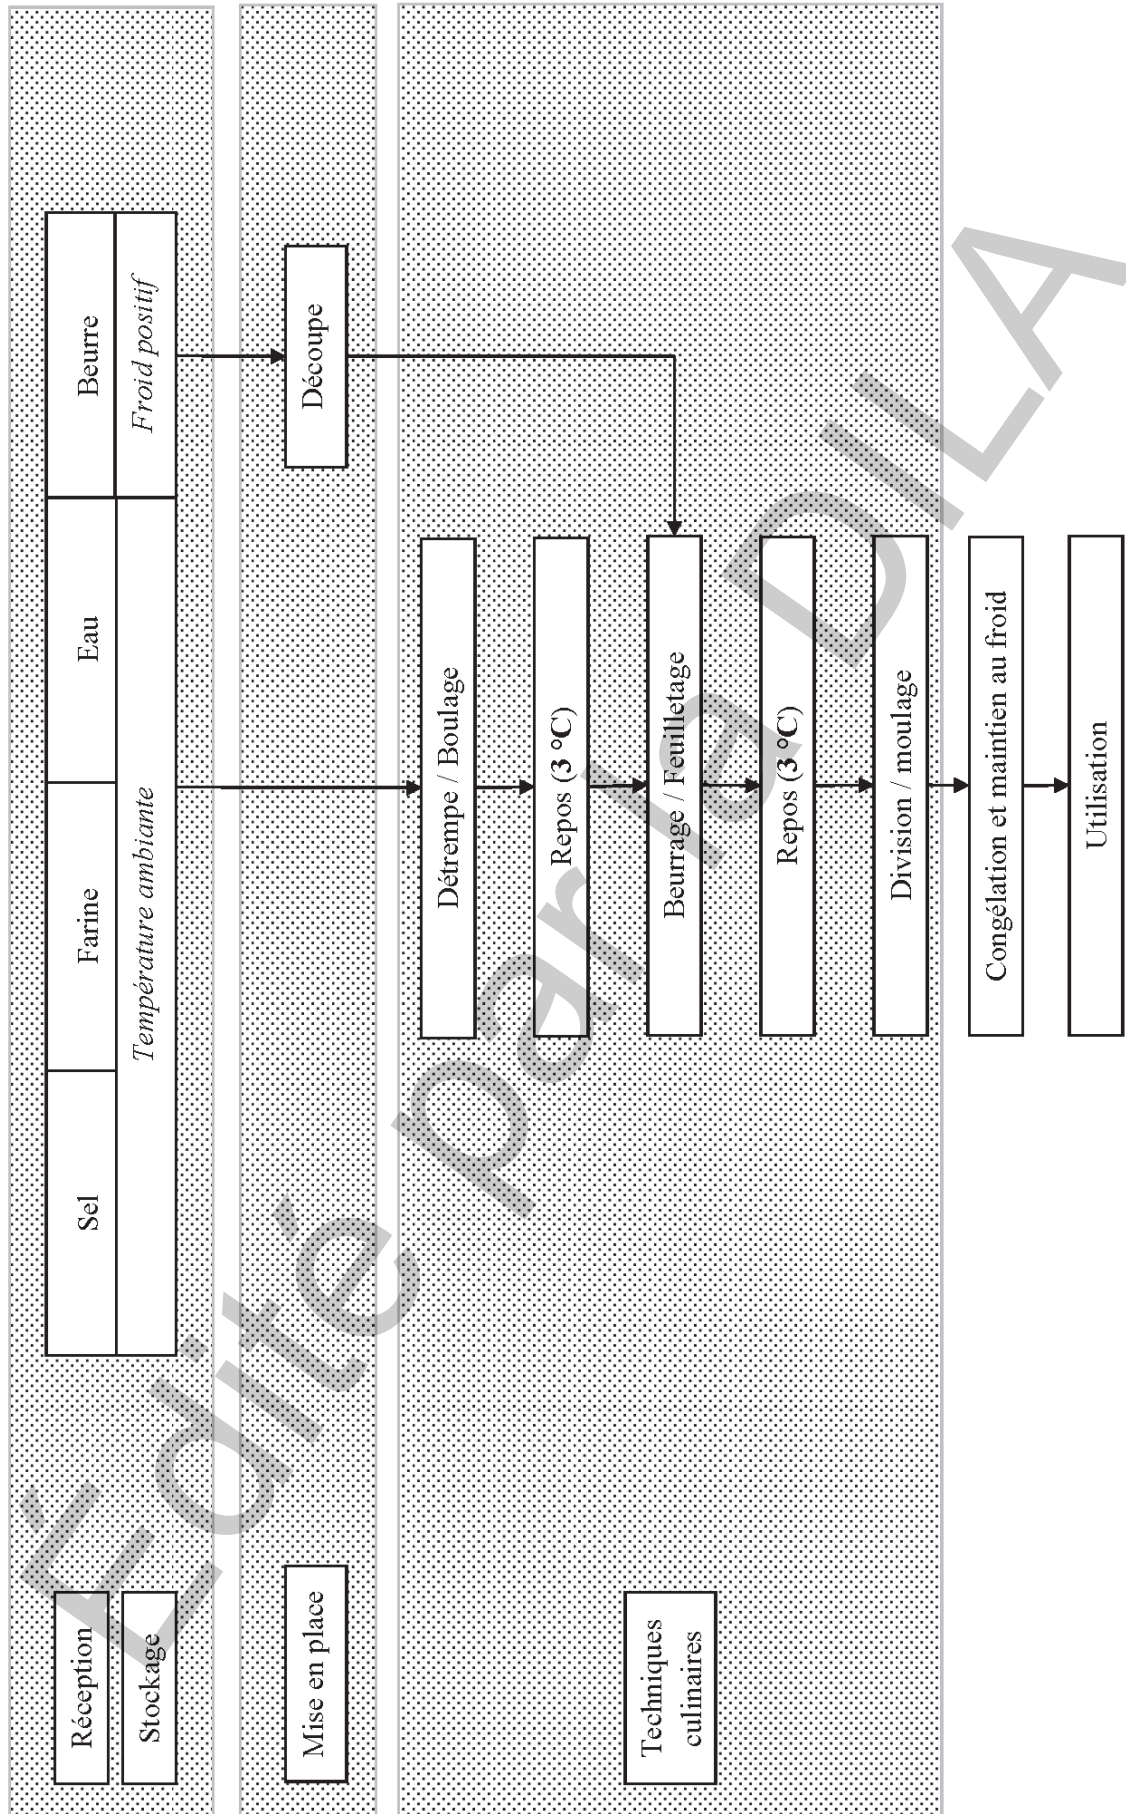 Réception
Sel
Farine
Eau
Beurre
Stockage
Température ambiante
Froid positif
Mise en place
Découpe
Techniques
culinaires
Détrempe / Boulage
Repos (3 °C)
Beurrage / Feuilletage
Repos (3 °C)
Division / moulage
Congélation et maintien au froid
Utilisation
Édité par la DILA